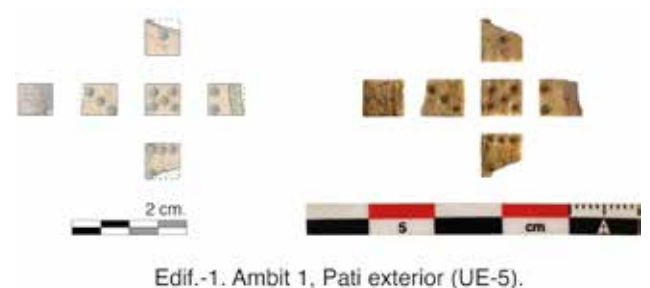 2 cm.
5 cm A
Edif.-1. Ambit 1, Pati exterior (UE-5).